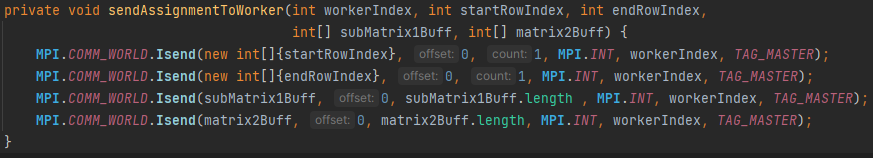 private void sendAssignmentToWorker(int workerIndex, int startRowIndex, int endRowIndex,
int[] subMatrix1Buff, int[] matrix2Buff) {
MPI.COMM_WORLD.Isend(new int[]{startRowIndex}, offset: 0, count: 1, MPI.INT, workerIndex, TAG_MASTER);
MPI.COMM_WORLD.Isend(new int[]{endRowIndex}, offset: 0, count: 1, MPI.INT, workerIndex, TAG_MASTER);
MPI.COMM_WORLD.Isend(subMatrix1Buff, offset: 0, subMatrix1Buff.length , MPI.INT, workerIndex, TAG_MASTER);
MPI.COMM_WORLD.Isend(matrix2Buff, offset: 0, matrix2Buff.length, MPI.INT, workerIndex, TAG_MASTER);
}